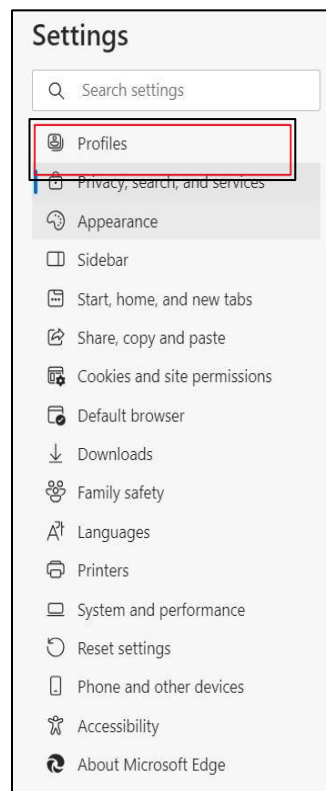 Settings
Search settings
Profiles
Privacy, search, and services
Appearance
Sidebar
Start, home, and new tabs
Share, copy and paste
Cookies and site permissions
Default browser
Downloads
Family safety
Languages
Printers
System and performance
Reset settings
Phone and other devices
Accessibility
About Microsoft Edge